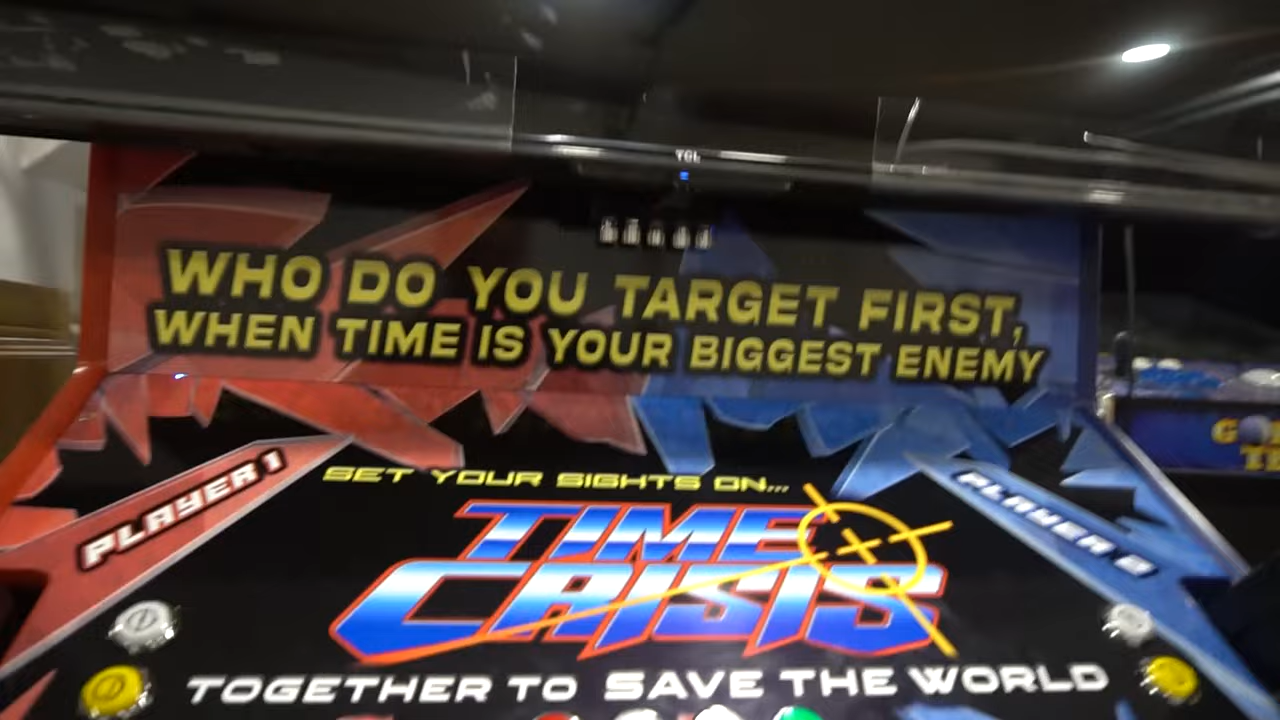 TCL
WHO DO YOU TARGET FIRST,
WHEN TIME IS YOUR BIGGEST ENEMY
PLAYER 1
SET YOUR SIGHTS ON...
PLAYER 2
TIME
CRISIS
TOGETHER TO SAVE THE WORLD